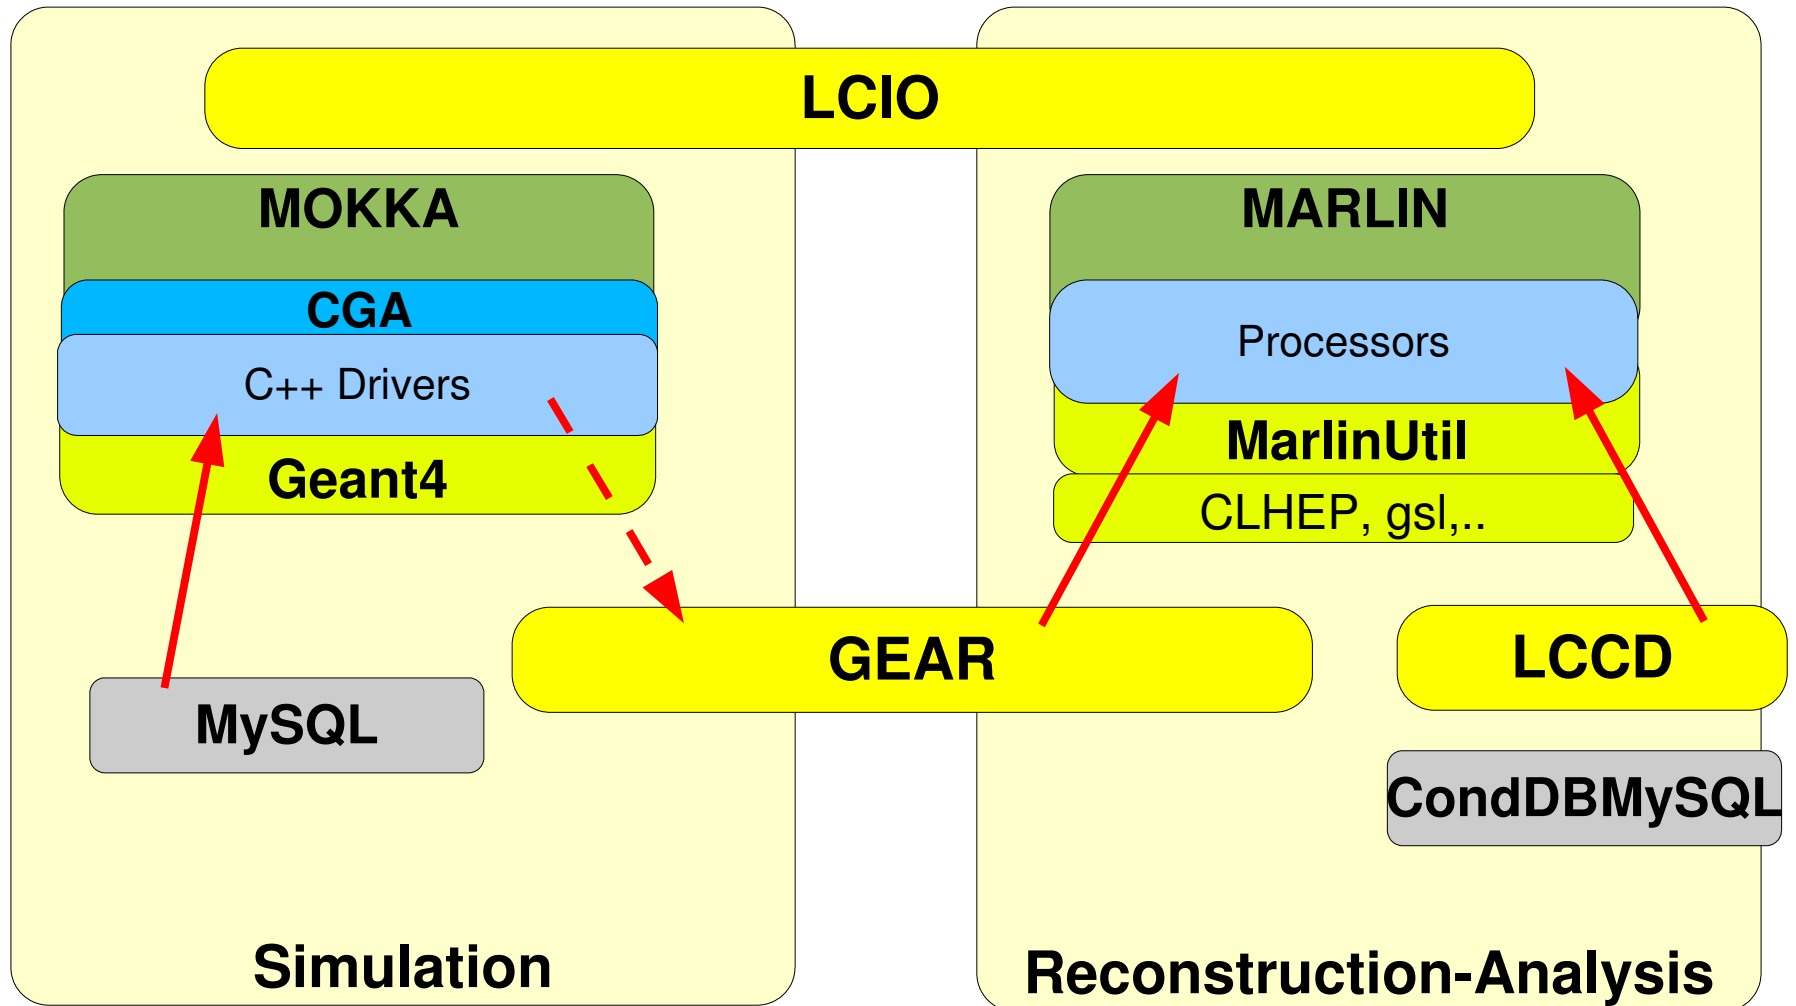 LCIO
MOKKA
CGA
C++ Drivers
Geant4
MySQL
Simulation
MARLIN
Processors
MarlinUtil
CLHEP, gsl,..
GEAR
LCCD
CondDBMySQL
Reconstruction-Analysis